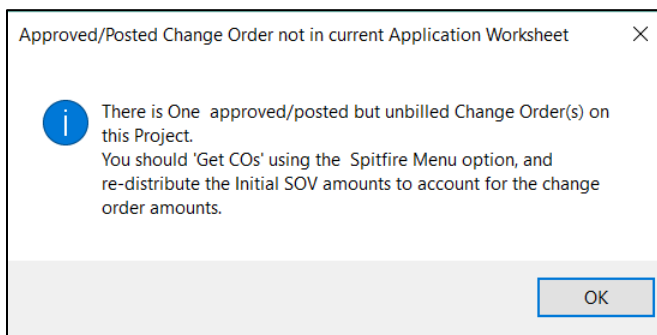 Approved/Posted Change Order not in current Application Worksheet
There is One  approved/posted but unbilled Change Order(s) on
this Project.
You should 'Get COs' using the  Spitfire Menu option, and
re-distribute the Initial SOV amounts to account for the change
order amounts.
OK